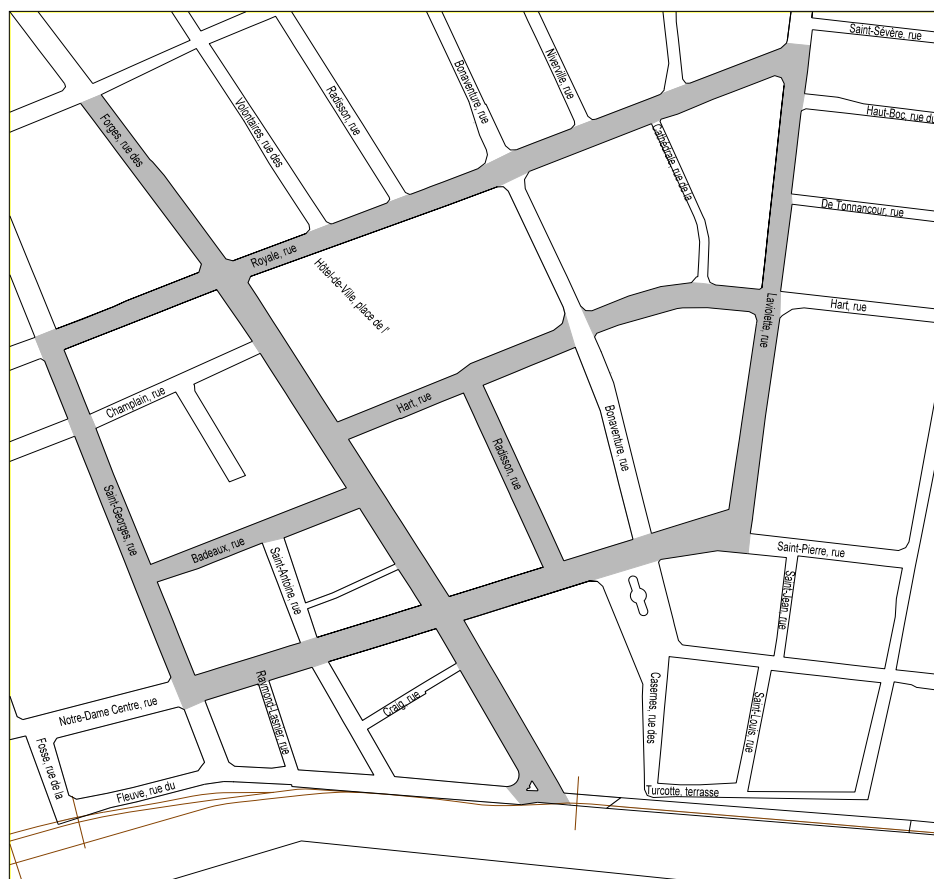 Saint-Sévère, rue
Forges, rue des
Volontaires, rue des
Radisson, rue
Bonaventure, rue
Niverville, rue
Haut-Boc, rue du
Cathédrale, rue de la
De Tonnancour, rue
Royale, rue
Hôtel-de-Ville, place de l'
Laviolette, rue
Hart, rue
Champlain, rue
Hart, rue
Bonaventure, rue
Radisson, rue
Saint-Georges, rue
Badeaux, rue
Saint-Antoine, rue
Saint-Pierre, rue
Saint-Jean, rue
Notre-Dame Centre, rue
Raymond-Lasnier, rue
Craig, rue
Casernes, rue des
Saint-Louis, rue
Fosse, rue de la
Fleuve, rue du
Turcotte, terrasse